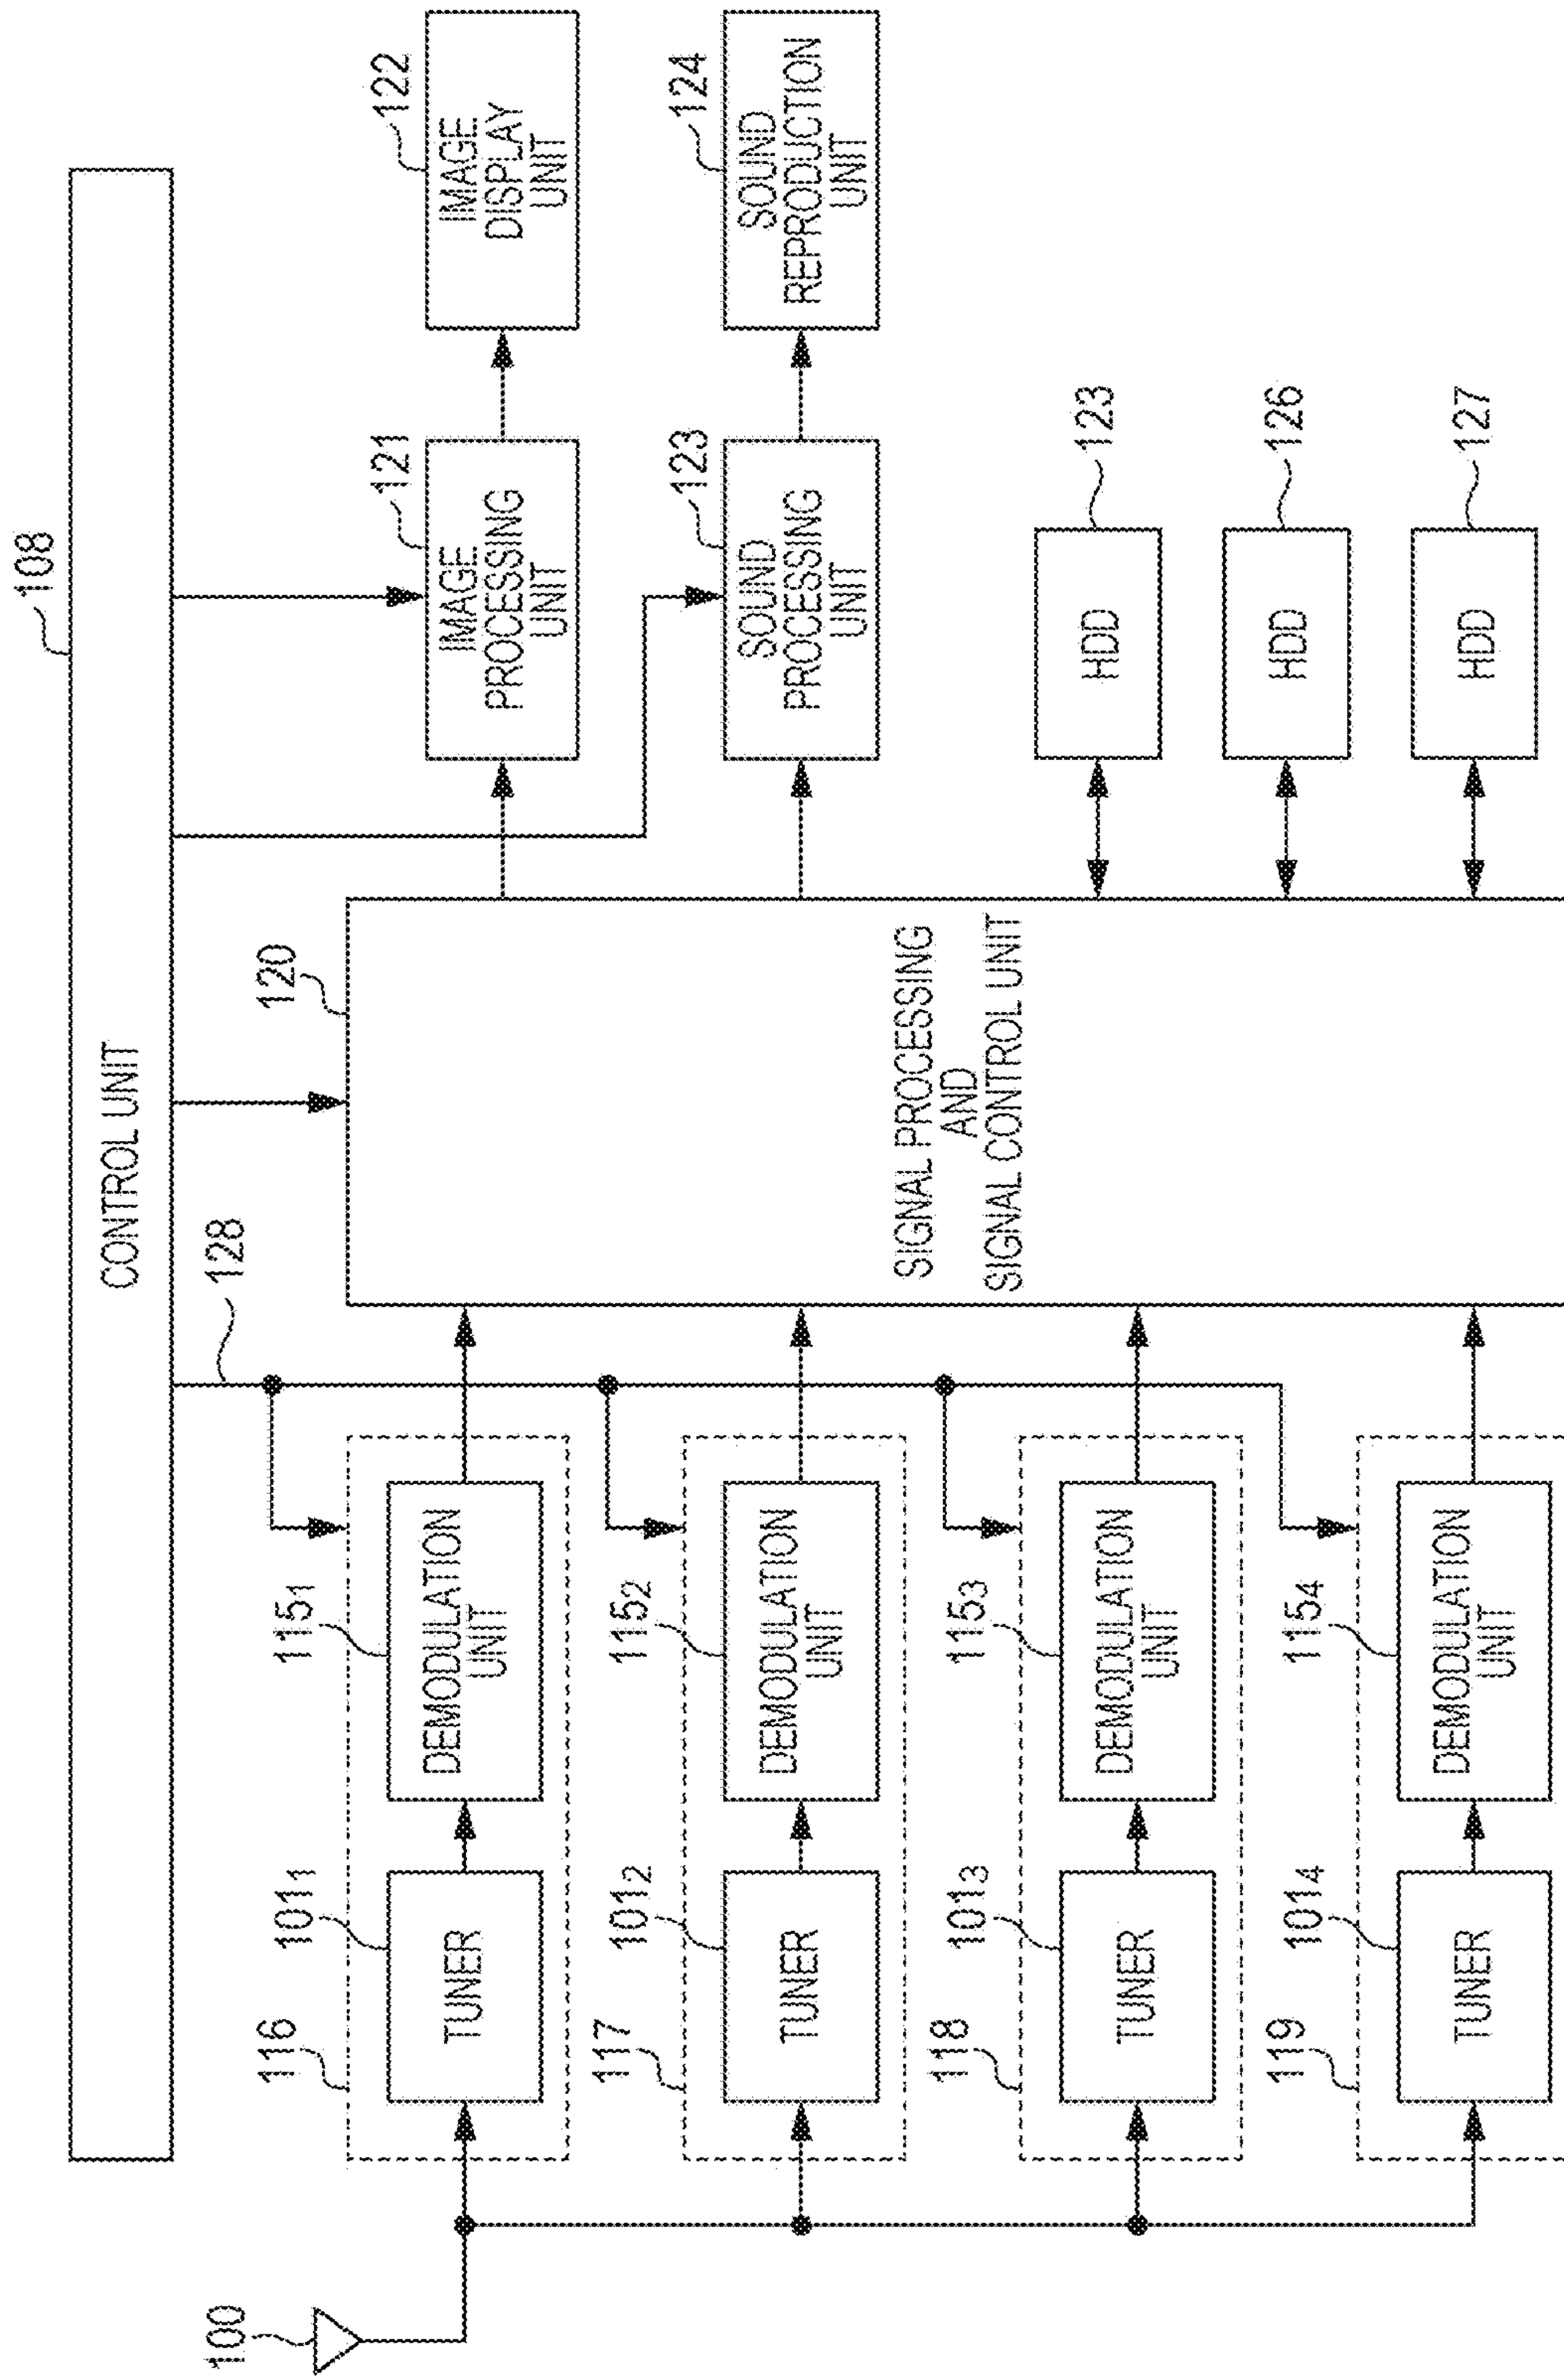 108
CONTROL UNIT
128
120
121
122
IMAGE
PROCESSING
UNIT
IMAGE
DISPLAY
UNIT
123
124
SOUND
PROCESSING
UNIT
SOUND
REPRODUCTION
UNIT
100
116
101₁
115₁
TUNER
DEMODULATION
UNIT
117
101₂
115₂
TUNER
DEMODULATION
UNIT
118
101₃
115₃
TUNER
DEMODULATION
UNIT
119
101₄
115₄
TUNER
DEMODULATION
UNIT
SIGNAL PROCESSING
AND
SIGNAL CONTROL UNIT
HDD
123
HDD
126
HDD
127